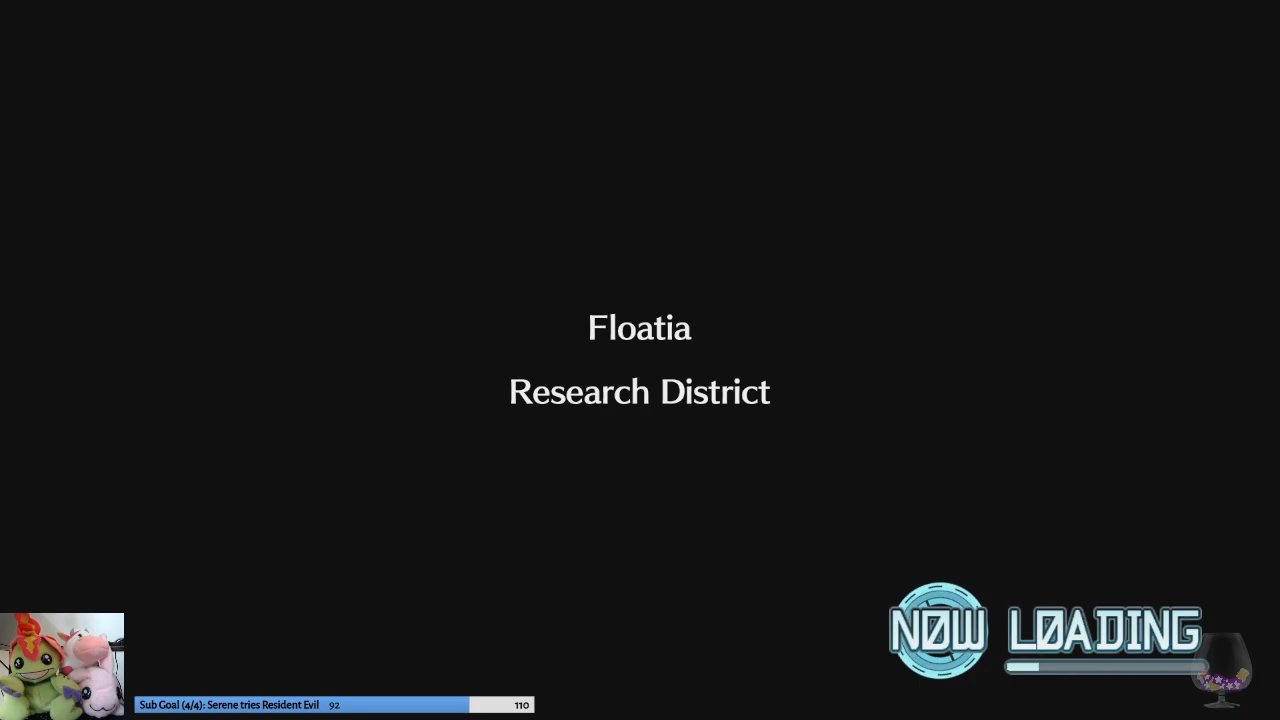 Floatia
Research District
NOW LOADING
Sub Goal (4/4): Serene tries Resident Evil 92 110